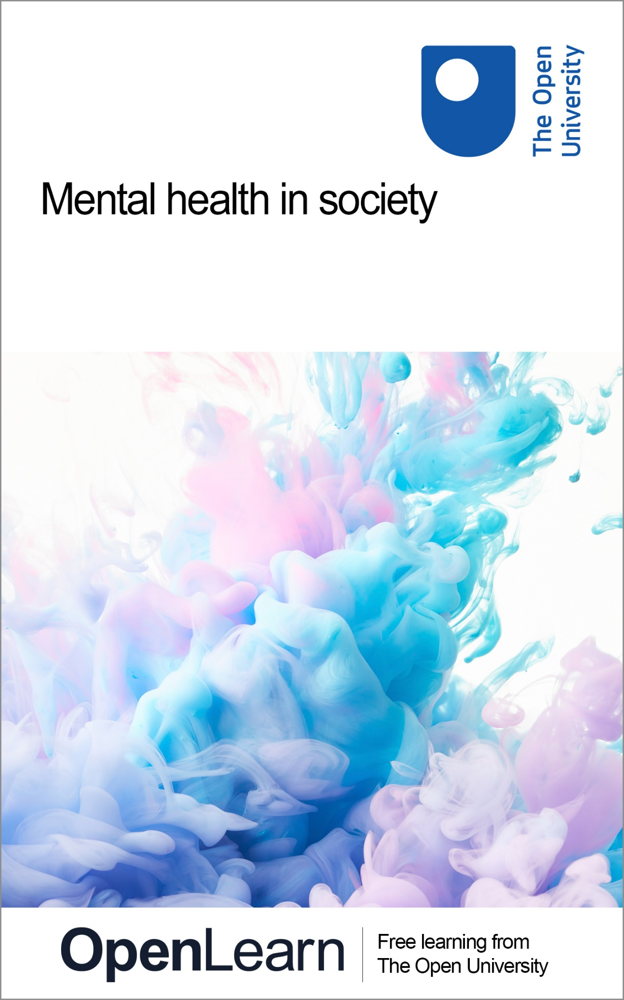 The Open
University
Mental health in society
OpenLearn
Free learning from
The Open University